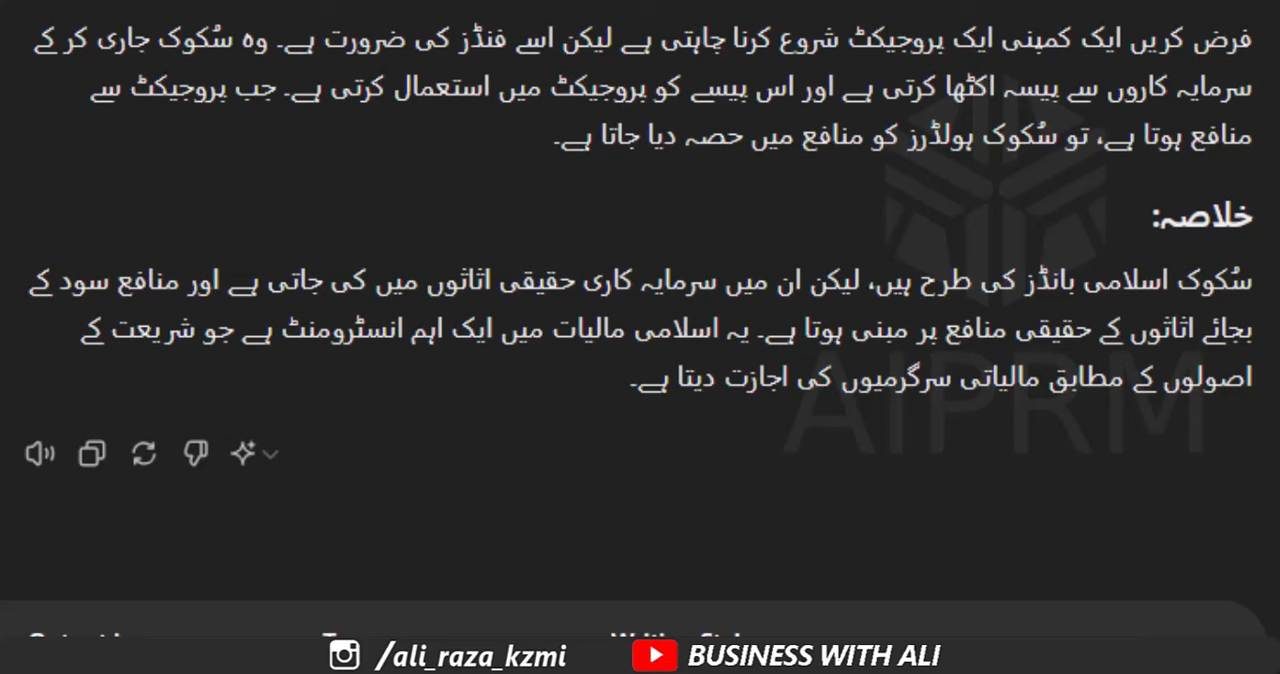 فرض کریں ایک کمپنی ایک پروجیکٹ شروع کرنا چاہتی ہے لیکن اسے فنڈز کی ضرورت ہے۔ وہ سُکوک جاری کر کے
سرمایہ کاروں سے پیسہ اکٹھا کرتی ہے اور اس پیسے کو پروجیکٹ میں استعمال کرتی ہے۔ جب پروجیکٹ سے
منافع ہوتا ہے، تو سُکوک ہولڈرز کو منافع میں حصہ دیا جاتا ہے۔
خلاصہ:
سُکوک اسلامی بانڈز کی طرح ہیں، لیکن ان میں سرمایہ کاری حقیقی اثاثوں میں کی جاتی ہے اور منافع سود کے
بجائے اثاثوں کے حقیقی منافع پر مبنی ہوتا ہے۔ یہ اسلامی مالیات میں ایک اہم انسٹرومنٹ ہے جو شریعت کے
اصولوں کے مطابق مالیاتی سرگرمیوں کی اجازت دیتا ہے۔
AIPRM
/ali_raza_kzmi
BUSINESS WITH ALI